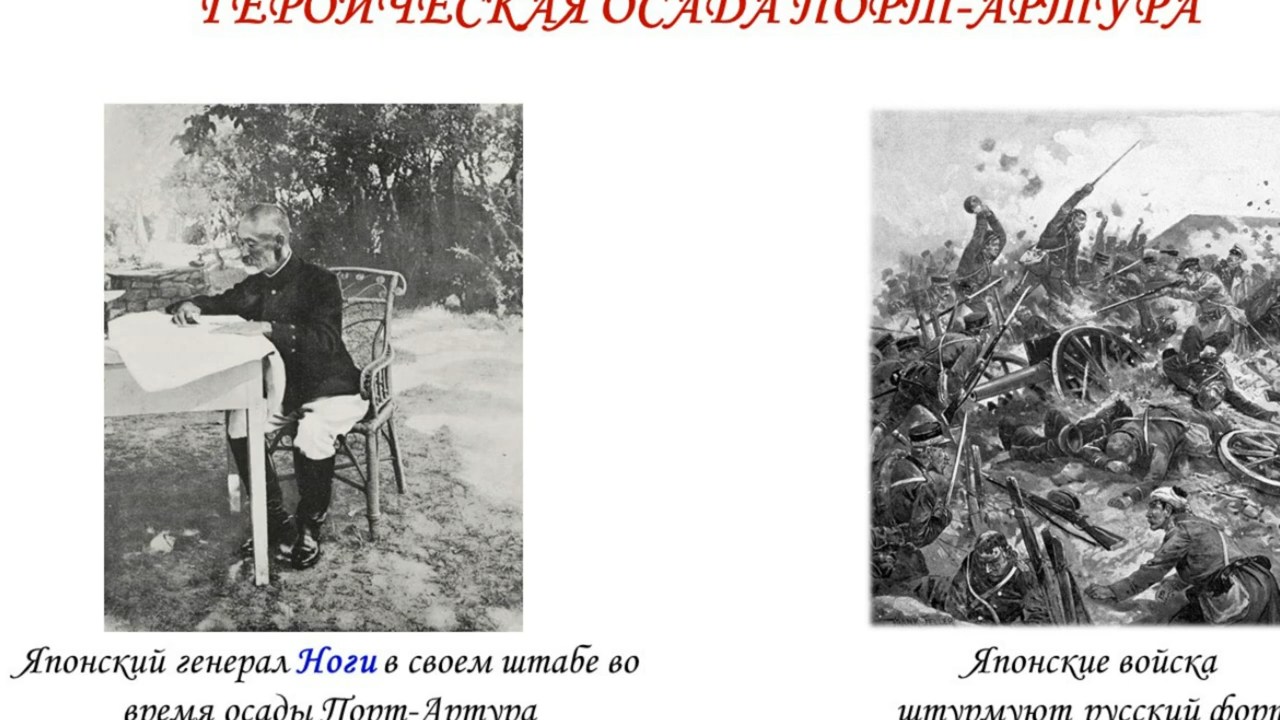 ГЕРОИЧЕСКАЯ ОСАДА ПОРТ-АРТУРА
Японский генерал Ноги в своем штабе во
время осады Порт-Артура
Японские войска
штурмуют русский форт